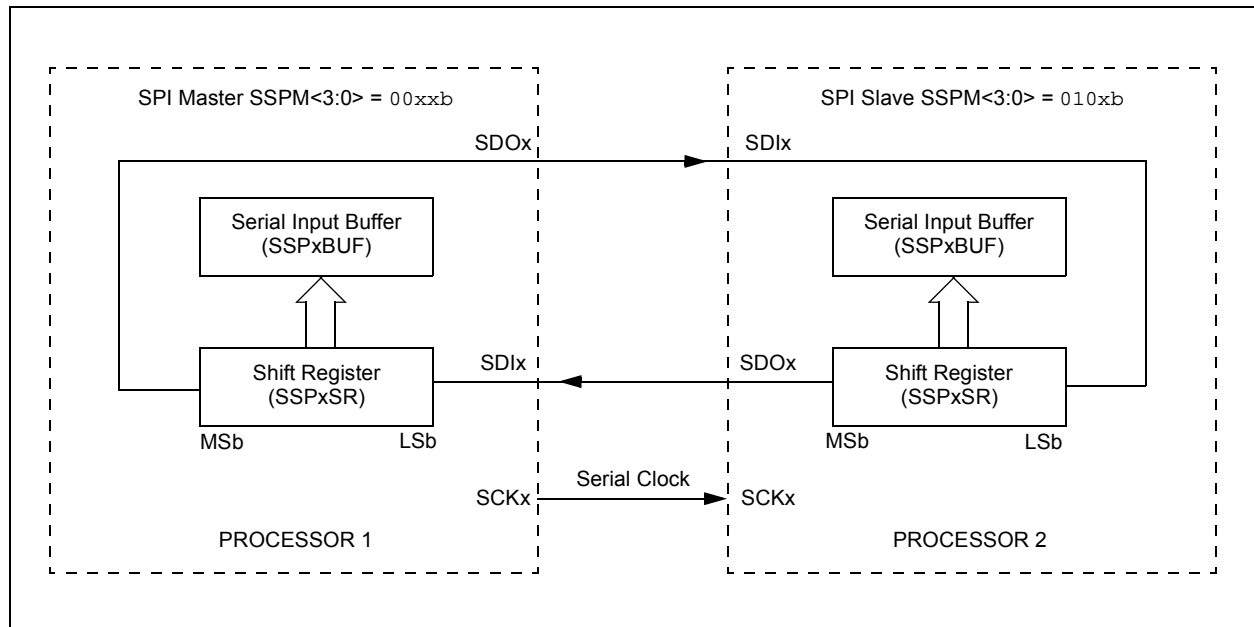 SPI Master SSPM<3:0> = 00xxb
SPI Slave SSPM<3:0> = 010xb
SDOx
SDIx
Serial Input Buffer
(SSPxBUF)
Serial Input Buffer
(SSPxBUF)
SDIx
SDOx
Shift Register
(SSPxSR)
Shift Register
(SSPxSR)
MSb
LSb
MSb
LSb
Serial Clock
SCKx
SCKx
PROCESSOR 1
PROCESSOR 2